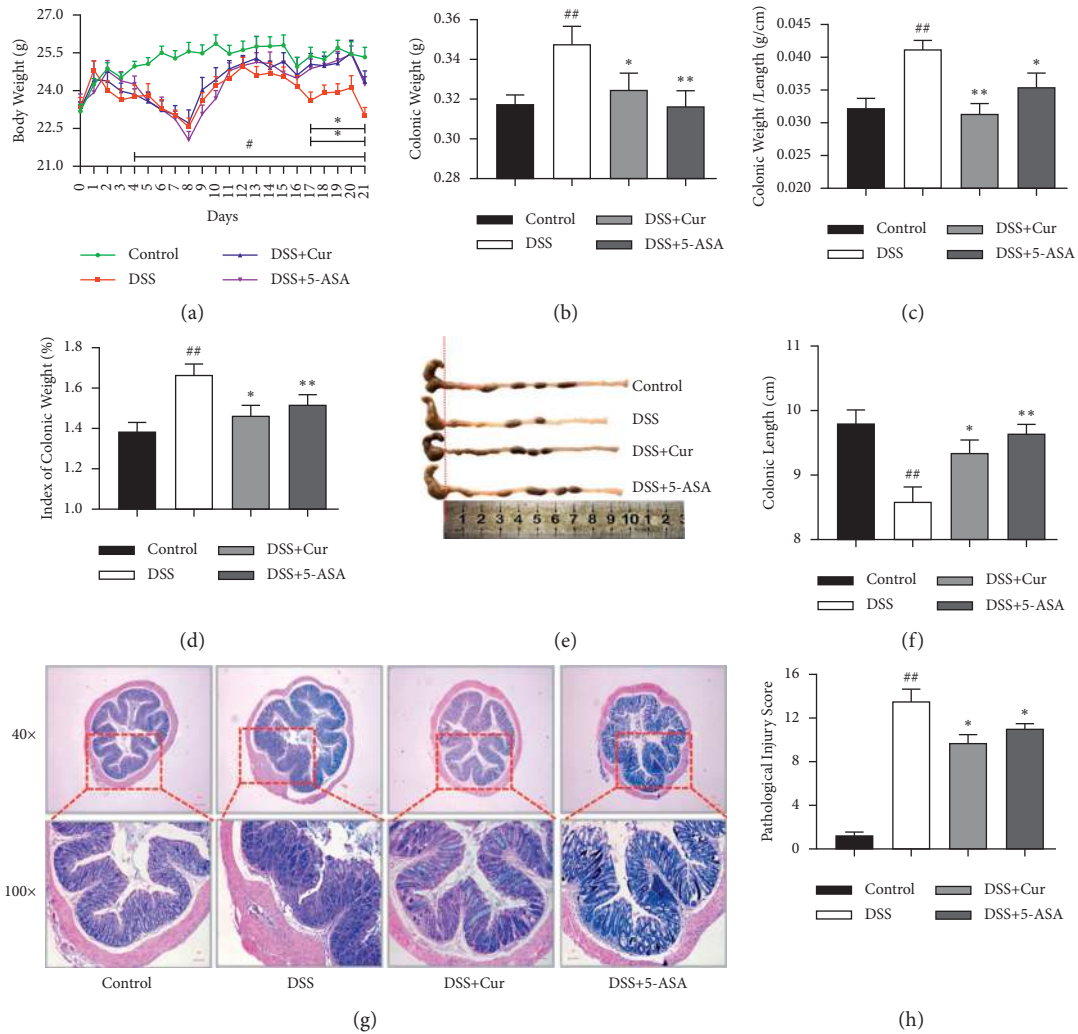 27.0
25.5
24.0
22.5
21.0
Body Weight (g)
*
*
#
0 1 2 3 4 5 6 7 8 9 10 11 12 13 14 15 16 17 18 19 20 21
Days
Control
DSS+Cur
DSS
DSS+5-ASA
(a)
0.36
0.34
0.32
0.30
0.28
Colonic Weight (g)
##
*
**
Control
DSS+Cur
DSS
DSS+5-ASA
(b)
0.045
0.040
0.035
0.030
0.025
0.020
Colonic Weight /Length (g/cm)
##
**
*
Control
DSS+Cur
DSS
DSS+5-ASA
(c)
1.8
1.6
1.4
1.2
1.0
Index of Colonic Weight (%)
##
*
**
Control
DSS+Cur
DSS
DSS+5-ASA
(d)
Control
DSS
DSS+Cur
DSS+5-ASA
1 2 3 4 5 6 7 8 9 10 1 2
(e)
11
10
9
8
Colonic Length (cm)
##
*
**
Control
DSS+Cur
DSS
DSS+5-ASA
(f)
40×
100×
Control
DSS
DSS+Cur
DSS+5-ASA
(g)
16
12
8
4
0
Pathological Injury Score
##
*
*
Control
DSS+Cur
DSS
DSS+5-ASA
(h)